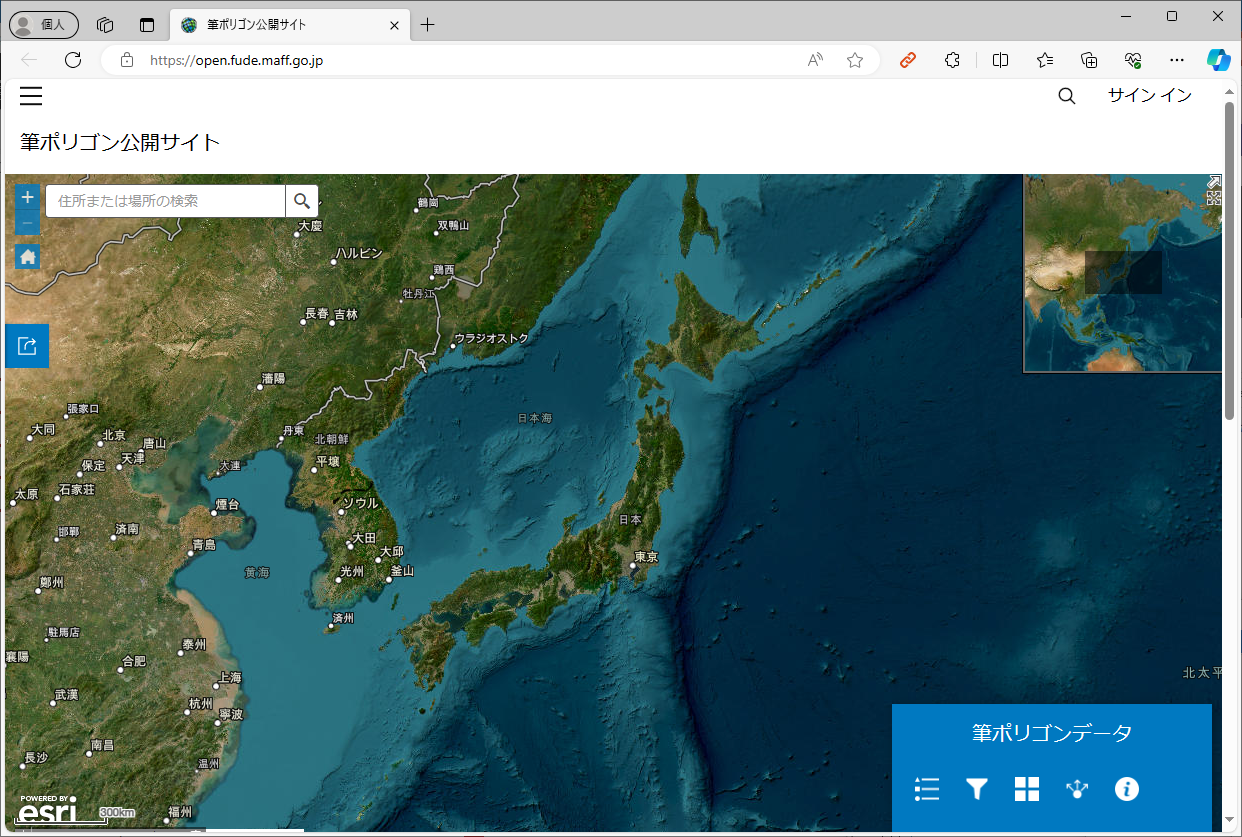 個人
筆ポリゴン公開サイト
https://open.fude.maff.go.jp
サイン イン
筆ポリゴン公開サイト
+
住所または場所の検索
鶴崗
双鴨山
大慶
ハルビン
鶏西
牡丹江
長春
吉林
ウラジオストク
瀋陽
張家口
大同
北京
唐山
丹東
北朝鮮
日本海
保定
天津
大連
平壌
太原
石家荘
煙台
ソウル
日本
邯鄲
済南
青島
大田
大邱
東京
黄海
光州
釜山
鄭州
済州
駐馬店
泰州
襄陽
合肥
上海
北太平
武漢
杭州
寧波
筆ポリゴンデータ
南昌
長沙
温州
POWERED BY
esri
300km
福州